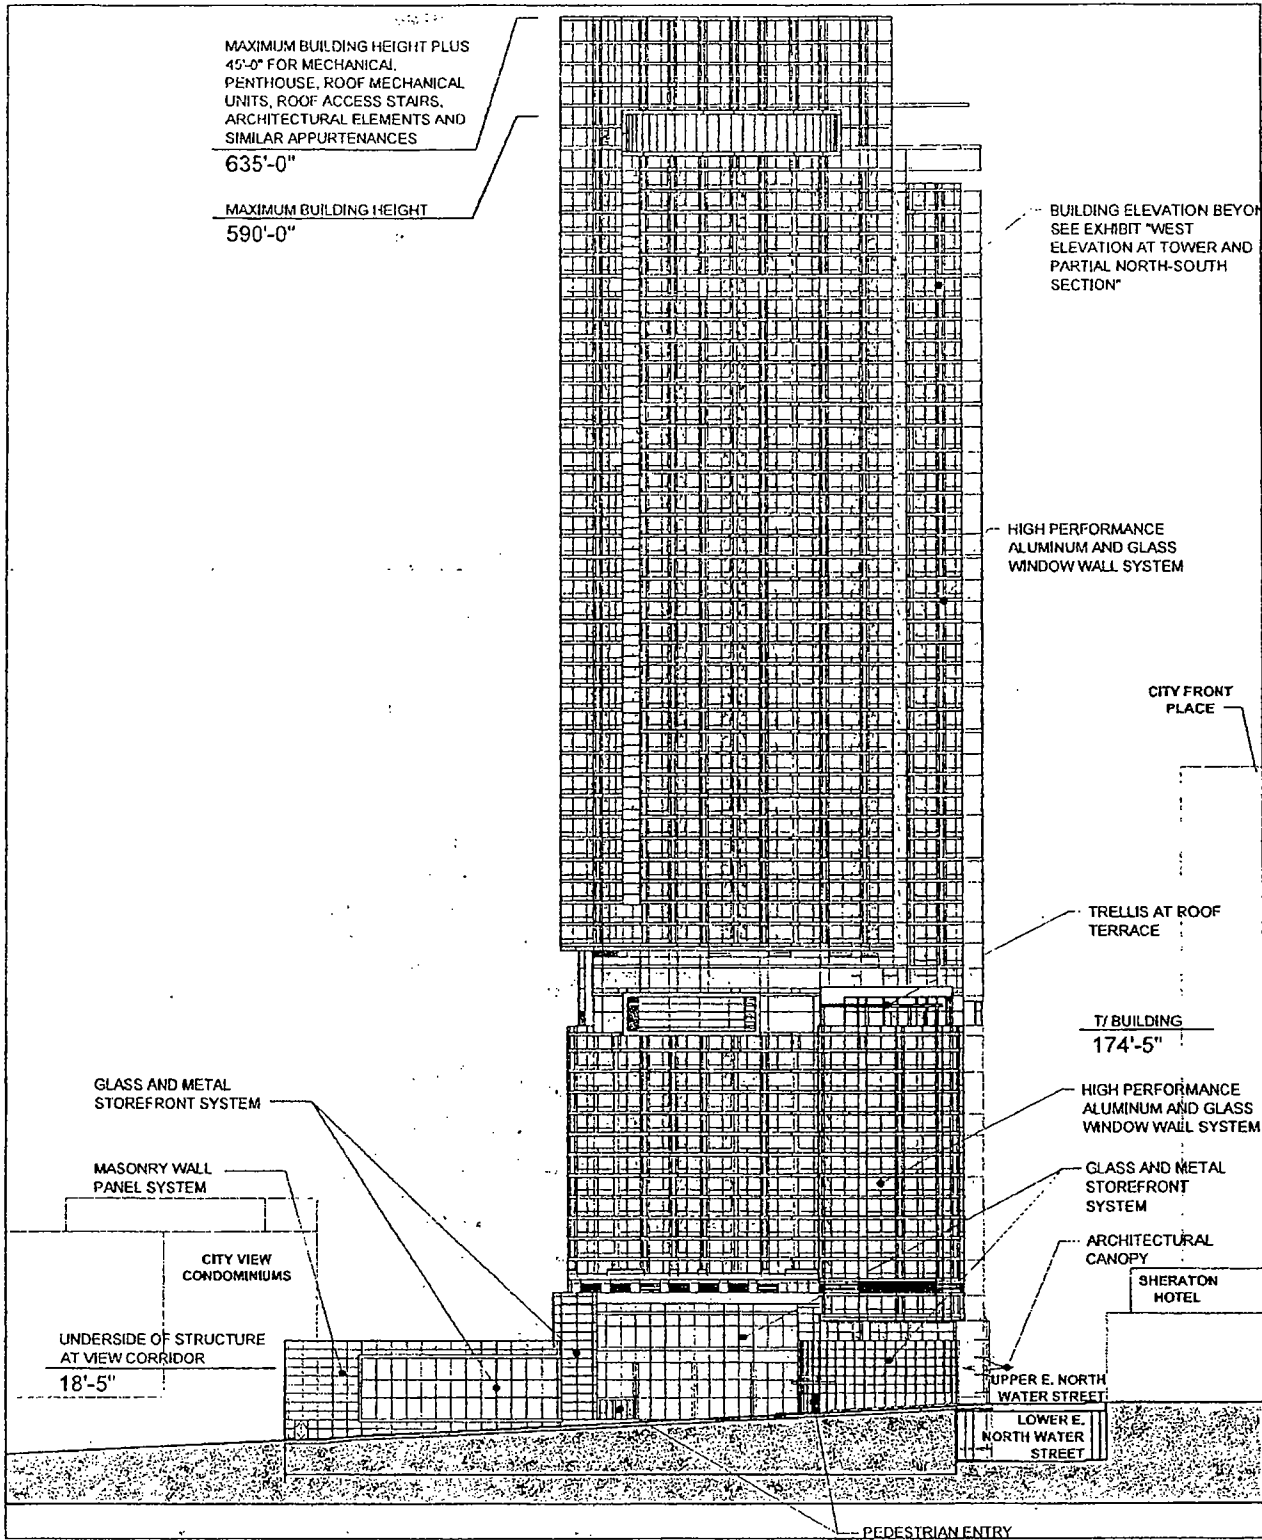 MAXIMUM BUILDING HEIGHT PLUS
45'-0" FOR MECHANICAL,
PENTHOUSE, ROOF MECHANICAL
UNITS, ROOF ACCESS STAIRS,
ARCHITECTURAL ELEMENTS AND
SIMILAR APPURTENANCES
635'-0"
MAXIMUM BUILDING HEIGHT
590'-0"
BUILDING ELEVATION BEYON
SEE EXHIBIT "WEST
ELEVATION AT TOWER AND
PARTIAL NORTH-SOUTH
SECTION"
HIGH PERFORMANCE
ALUMINUM AND GLASS
WINDOW WALL SYSTEM
CITY FRONT
PLACE
TRELLIS AT ROOF
TERRACE
T/ BUILDING
174'-5"
GLASS AND METAL
STOREFRONT SYSTEM
HIGH PERFORMANCE
ALUMINUM AND GLASS
WINDOW WALL SYSTEM
MASONRY WALL
PANEL SYSTEM
GLASS AND METAL
STOREFRONT
SYSTEM
CITY VIEW
CONDOMINIUMS
ARCHITECTURAL
CANOPY
SHERATON
HOTEL
UNDERSIDE OF STRUCTURE
AT VIEW CORRIDOR
18'-5"
UPPER E. NORTH
WATER STREET
LOWER E.
NORTH WATER
STREET
PEDESTRIAN ENTRY